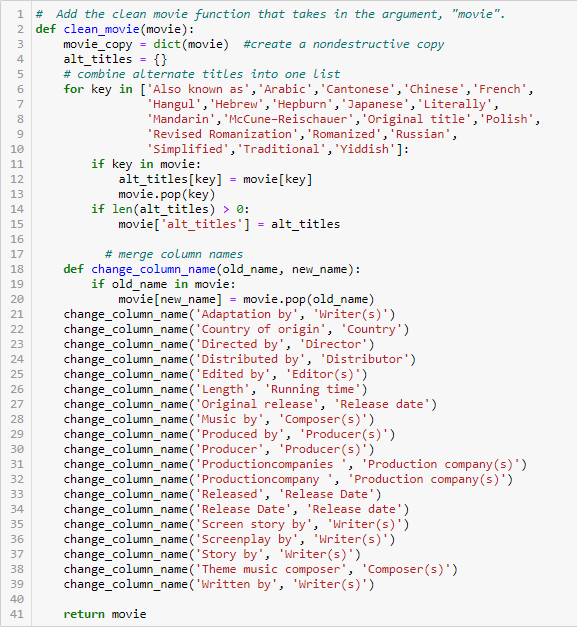 1 #  Add the clean movie function that takes in the argument, "movie".
2 def clean_movie(movie):
3     movie_copy = dict(movie)  #create a nondestructive copy
4     alt_titles = {}
5     # combine alternate titles into one list
6     for key in ['Also known as','Arabic','Cantonese','Chinese','French',
7                 'Hangul','Hebrew','Hepburn','Japanese','Literally',
8                 'Mandarin','McCune-Reischauer','Original title','Polish',
9                 'Revised Romanization','Romanized','Russian',
10                 'Simplified','Traditional','Yiddish']:
11         if key in movie:
12             alt_titles[key] = movie[key]
13             movie.pop(key)
14         if len(alt_titles) > 0:
15             movie['alt_titles'] = alt_titles
16
17           # merge column names
18     def change_column_name(old_name, new_name):
19         if old_name in movie:
20             movie[new_name] = movie.pop(old_name)
21     change_column_name('Adaptation by', 'Writer(s)')
22     change_column_name('Country of origin', 'Country')
23     change_column_name('Directed by', 'Director')
24     change_column_name('Distributed by', 'Distributor')
25     change_column_name('Edited by', 'Editor(s)')
26     change_column_name('Length', 'Running time')
27     change_column_name('Original release', 'Release date')
28     change_column_name('Music by', 'Composer(s)')
29     change_column_name('Produced by', 'Producer(s)')
30     change_column_name('Producer', 'Producer(s)')
31     change_column_name('Productioncompanies ', 'Production company(s)')
32     change_column_name('Productioncompany ', 'Production company(s)')
33     change_column_name('Released', 'Release Date')
34     change_column_name('Release Date', 'Release date')
35     change_column_name('Screen story by', 'Writer(s)')
36     change_column_name('Screenplay by', 'Writer(s)')
37     change_column_name('Story by', 'Writer(s)')
38     change_column_name('Theme music composer', 'Composer(s)')
39     change_column_name('Written by', 'Writer(s)')
40
41     return movie